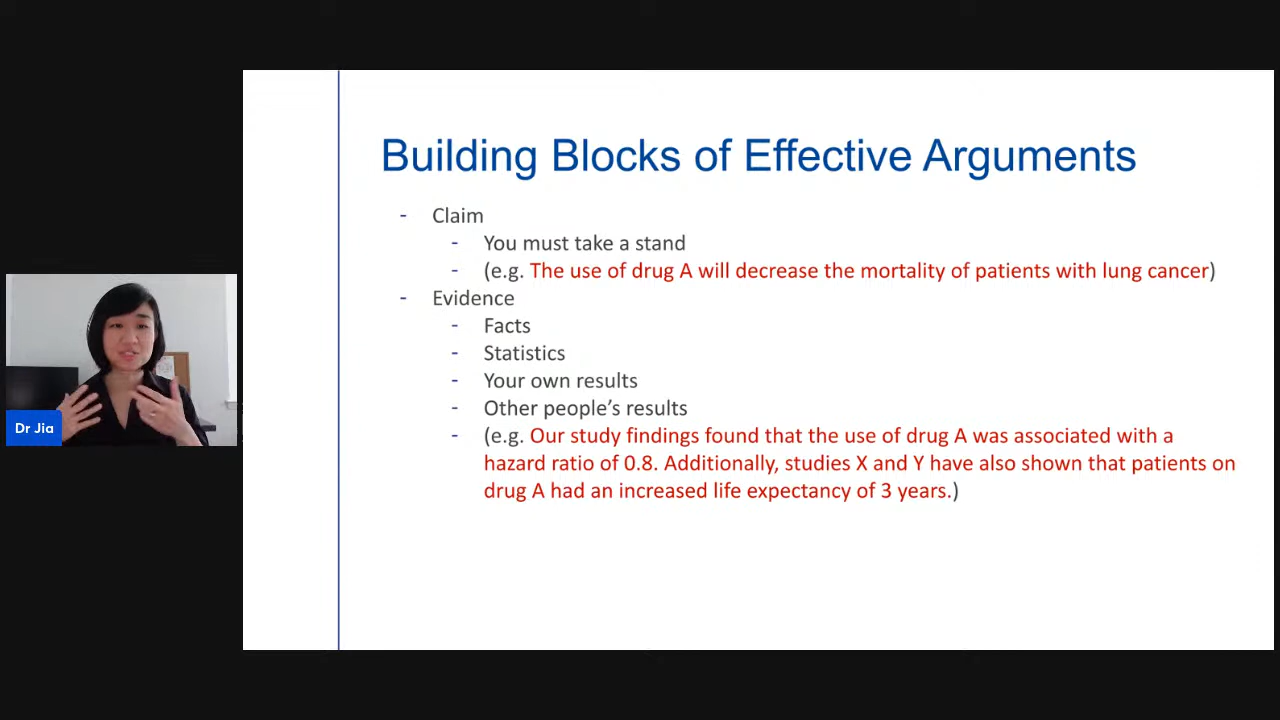 Building Blocks of Effective Arguments
- Claim
- You must take a stand
- (e.g. The use of drug A will decrease the mortality of patients with lung cancer)
- Evidence
- Facts
- Statistics
- Your own results
- Other people’s results
- (e.g. Our study findings found that the use of drug A was associated with a
hazard ratio of 0.8. Additionally, studies X and Y have also shown that patients on
drug A had an increased life expectancy of 3 years.)
Dr Jia